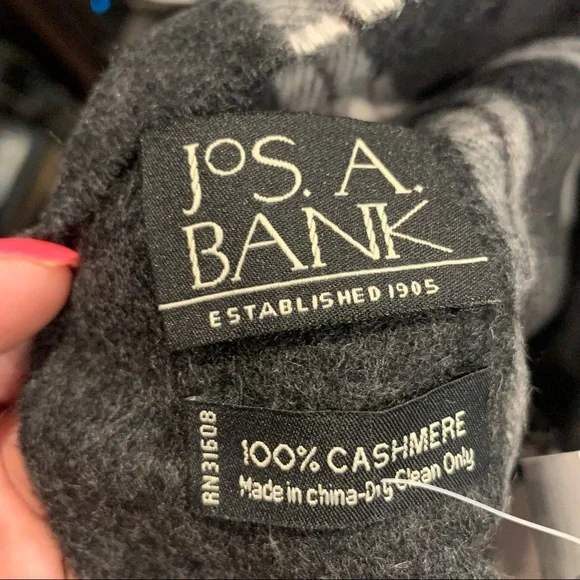 JOS. A.
BANK
ESTABLISHED 1905
RN31608
100% CASHMERE
Made in china-Dry Clean Only